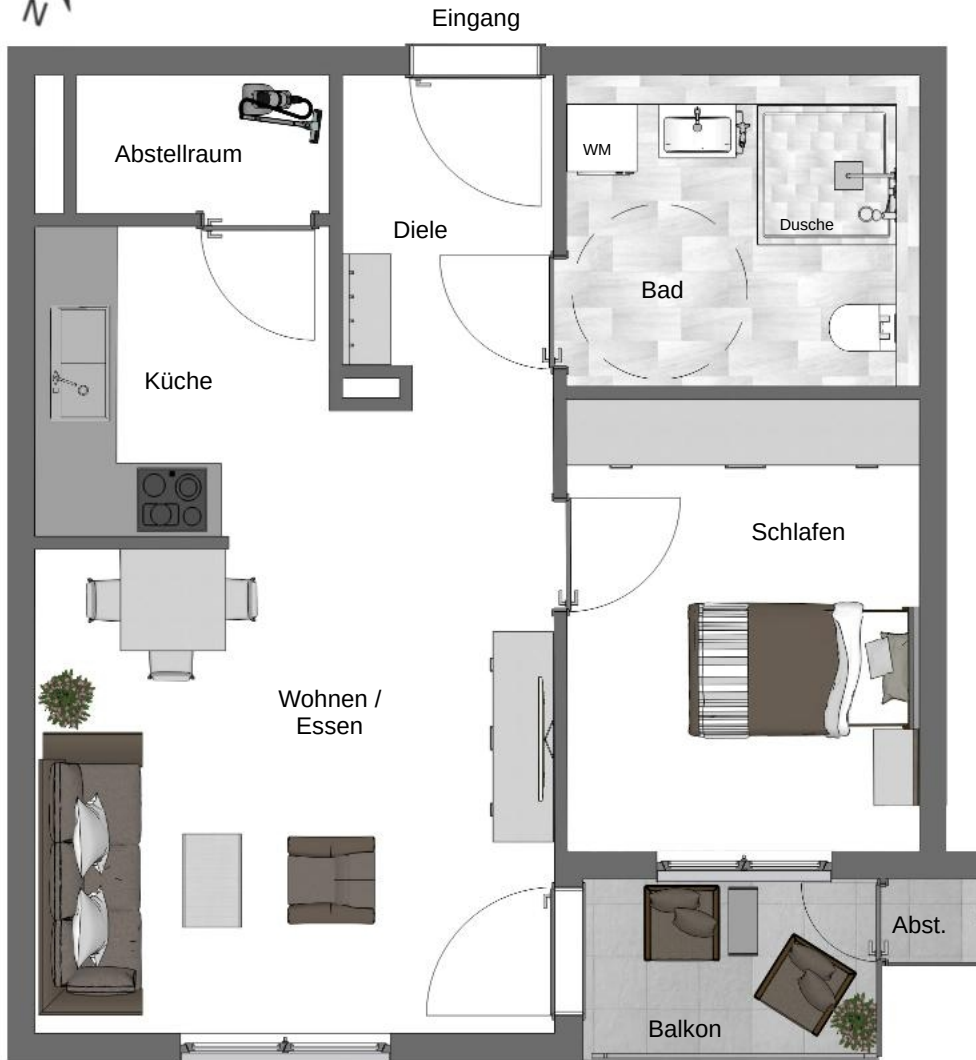 N
Eingang
Abstellraum
WM
Dusche
Diele
Bad
Küche
Schlafen
Wohnen /
Essen
Abst.
Balkon